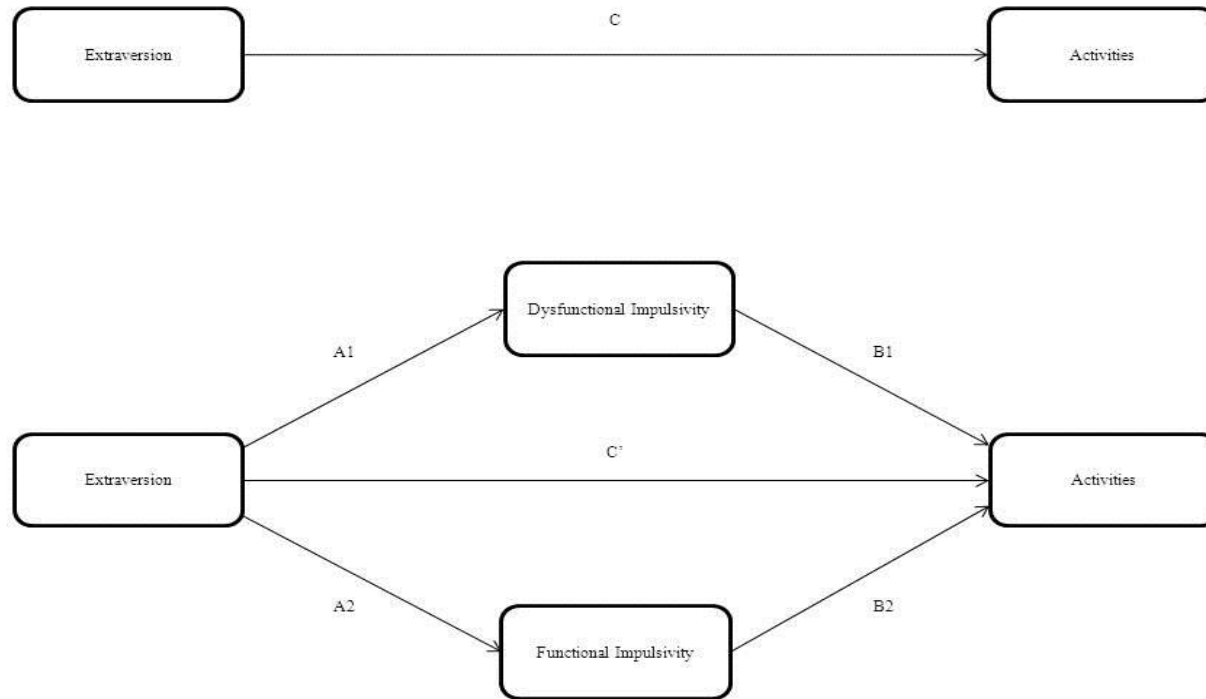 C
Extraversion
Activities
Dysfunctional Impulsivity
A1
B1
C’
Extraversion
Activities
A2
B2
Functional Impulsivity